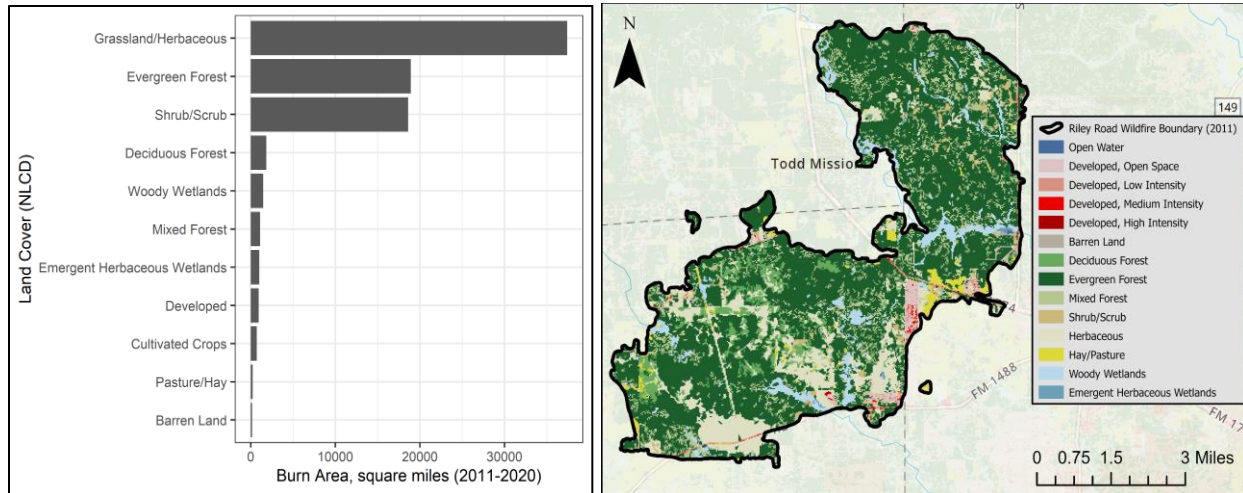 Land Cover (NLCD)
Grassland/Herbaceous
Evergreen Forest
Shrub/Scrub
Deciduous Forest
Woody Wetlands
Mixed Forest
Emergent Herbaceous Wetlands
Developed
Cultivated Crops
Pasture/Hay
Barren Land
0 10000 20000 30000
Burn Area, square miles (2011-2020)
N
149
Todd Mission
Riley Road Wildfire Boundary (2011)
Open Water
Developed, Open Space
Developed, Low Intensity
Developed, Medium Intensity
Developed, High Intensity
Barren Land
Deciduous Forest
Evergreen Forest
Mixed Forest
Shrub/Scrub
Herbaceous
Hay/Pasture
Woody Wetlands
Emergent Herbaceous Wetlands
FM 1488
FM 17
0 0.75 1.5 3 Miles